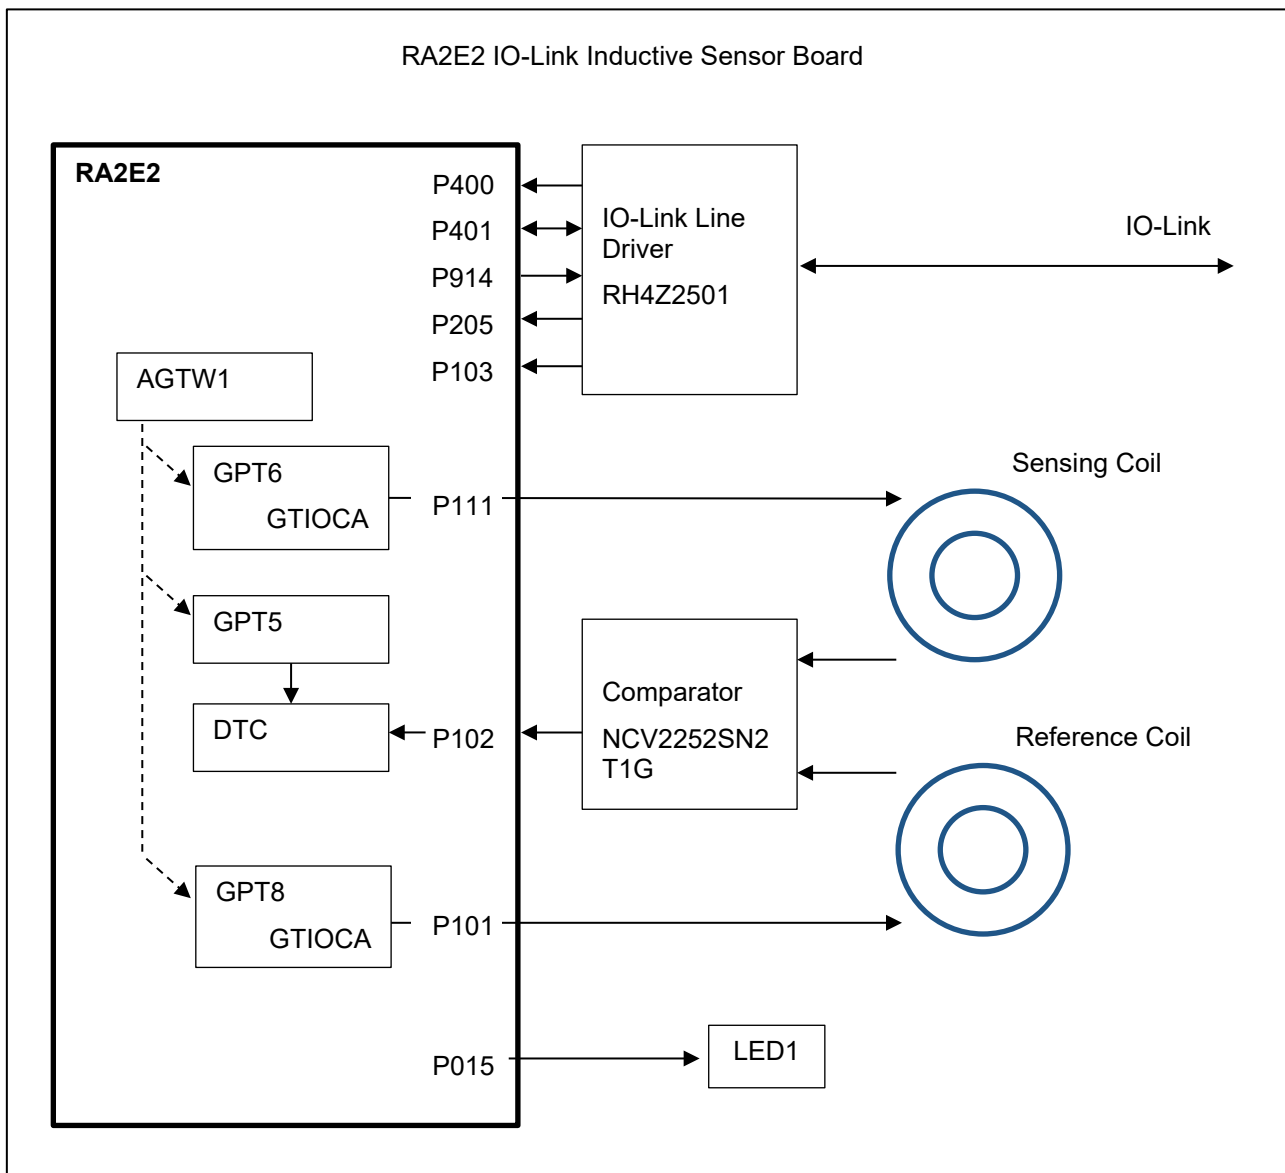 RA2E2 IO-Link Inductive Sensor Board
RA2E2
P400
P401
P914
P205
P103
IO-Link Line
Driver
RH4Z2501
IO-Link
AGTW1
GPT6
GTIOCA
P111
Sensing Coil
GPT5
DTC
P102
Comparator
NCV2252SN2
T1G
Reference Coil
GPT8
GTIOCA
P101
P015
LED1